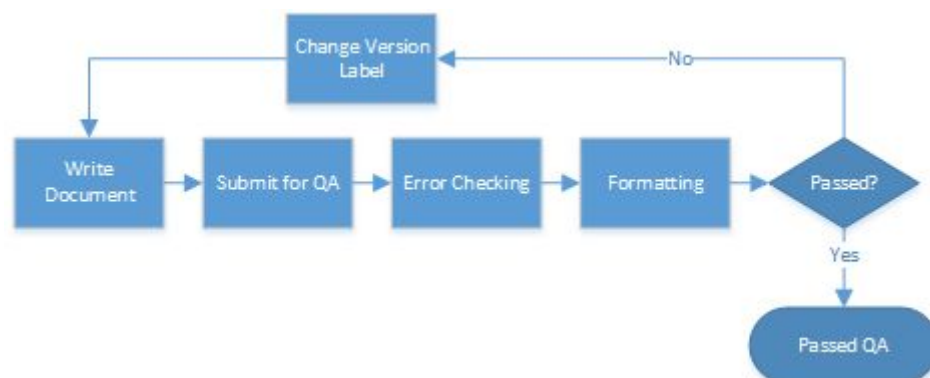 Change Version
Label
No
Write
Document
Submit for QA
Error Checking
Formatting
Passed?
Yes
Passed QA